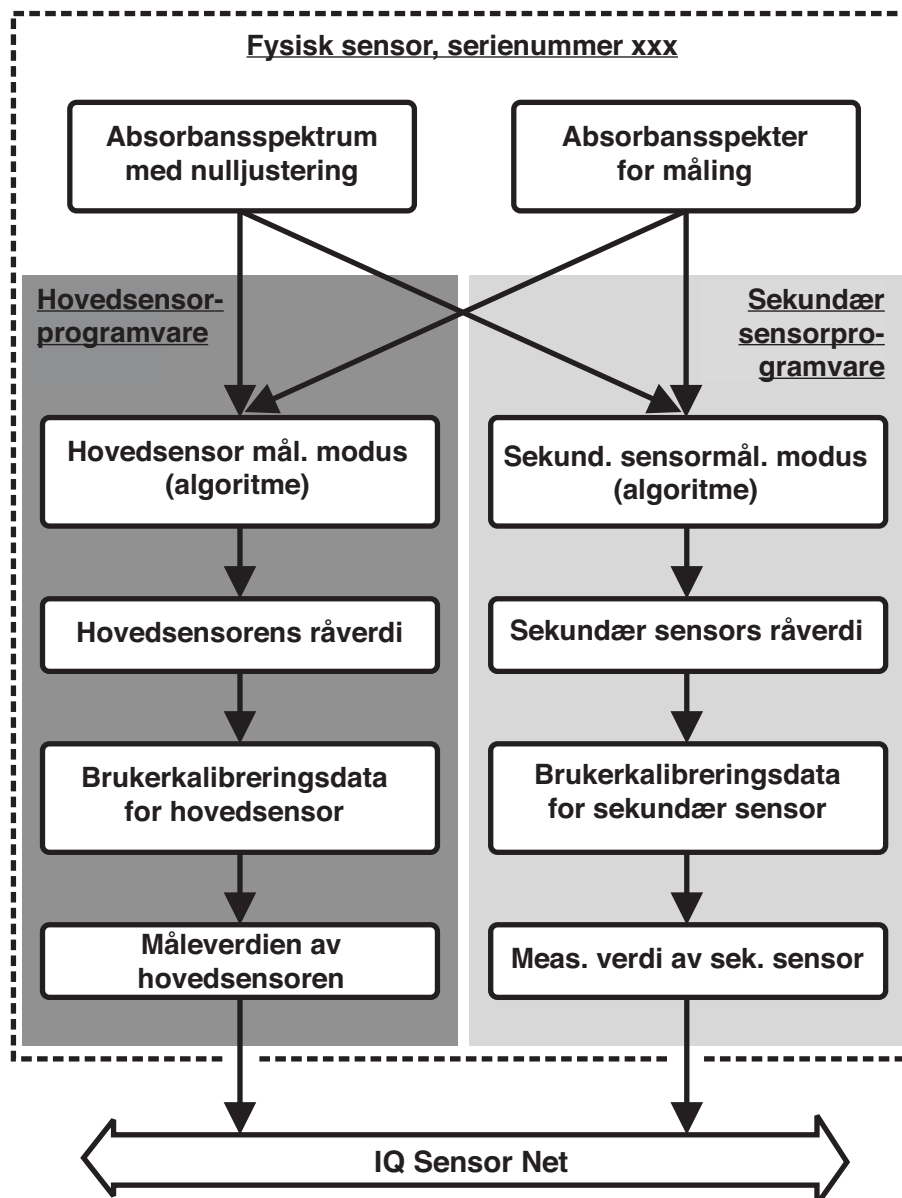 Fysisk sensor, serienummer xxx
Absorbansspektrum
med nulljustering
Absorbansspekter
for måling
Hovedsensor-
programvare
Sekundær
sensorpro-
gramvare
Hovedsensor mål. modus
(algoritme)
Sekund. sensormål. modus
(algoritme)
Hovedsensorens råverdi
Sekundær sensors råverdi
Brukerkalibreringsdata
for hovedsensor
Brukerkalibreringsdata
for sekundær sensor
Måleverdien av
hovedsensoren
Meas. verdi av sek. sensor
IQ Sensor Net